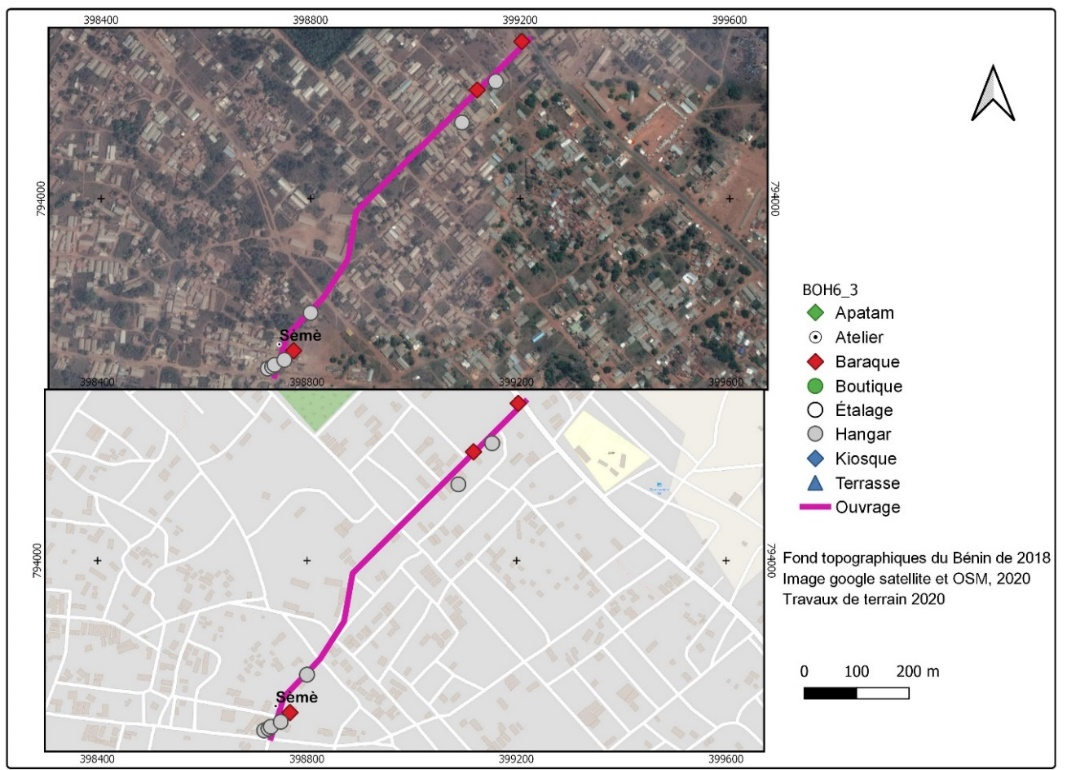 398400 398800 399200 399600
794000 794000
Sèmè
398400 398800 399200 399600
794000 794000
Sèmè
398400 398800 399200 399600
BOH6_3
Apatam
Atelier
Baraque
Boutique
Étalage
Hangar
Kiosque
Terrasse
Ouvrage
Fond topographiques du Bénin de 2018
Image google satellite et OSM, 2020
Travaux de terrain 2020
0 100 200 m